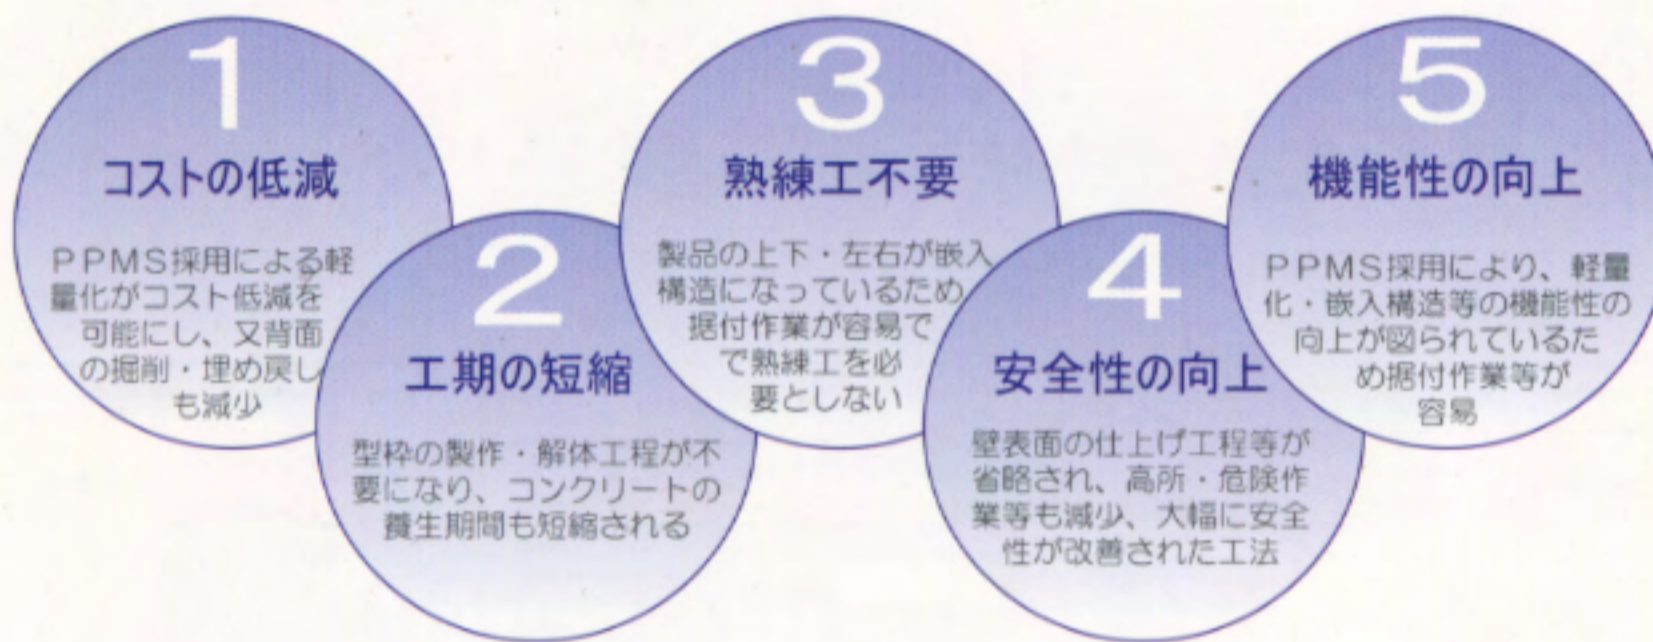 1
コストの低減
PPMS採用による軽
量化がコスト低減を
可能にし、又背面
の掘削・埋め戻し
も減少
2
工期の短縮
型枠の製作・解体工程が不
要になり、コンクリートの
養生期間も短縮される
3
熟練工不要
製品の上下・左右が嵌入
構造になっているため、
据付作業が容易で
で熟練工を必
要としない
4
安全性の向上
壁表面の仕上げ工程等が
省略され、高所・危険作
業等も減少、大幅に安全
性が改善された工法
5
機能性の向上
PPMS採用により、軽量
化・嵌入構造等の機能性の
向上が図られているた
め据付作業等が
容易